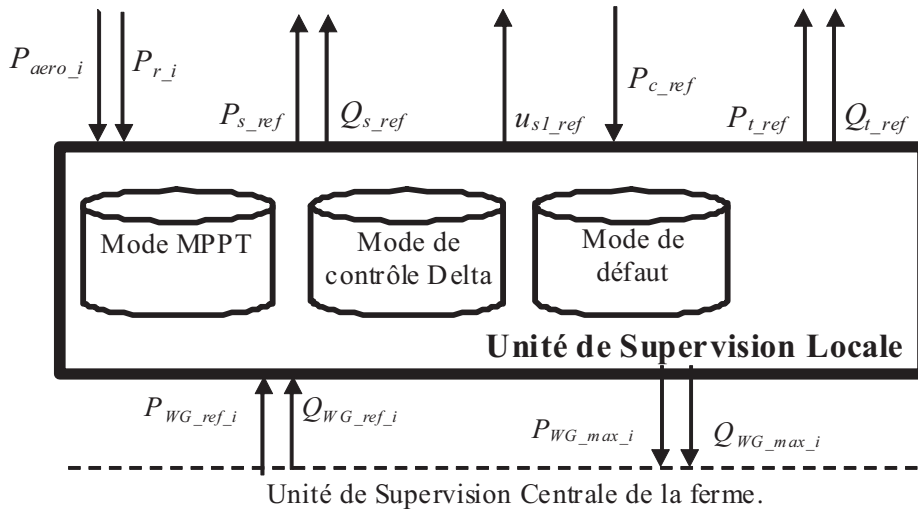 P_aero_i
P_r_i
P_s_ref
Q_s_ref
u_s1_ref
P_c_ref
P_t_ref
Q_t_ref
Mode MPPT
Mode de
contrôle Delta
Mode de
défaut
Unité de Supervision Locale
P_WG_ref_i
Q_WG_ref_i
P_WG_max_i
Q_WG_max_i
Unité de Supervision Centrale de la ferme.